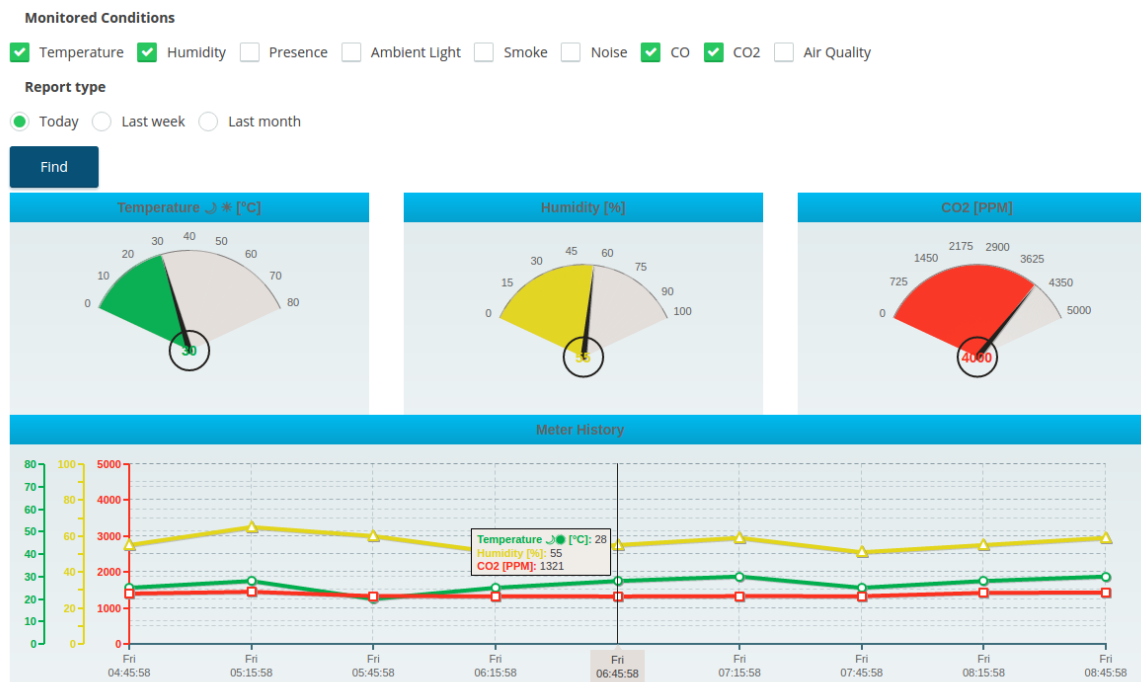 Monitored Conditions
Temperature Humidity Presence Ambient Light Smoke Noise CO CO2 Air Quality
Report type
Today Last week Last month
Find
Temperature 🌙☀ [°C]
0 10 20 30 40 50 60 70 80
30
Humidity [%]
0 15 30 45 60 75 90 100
CO2 [PPM]
0 725 1450 2175 2900 3625 4350 5000
4000
Meter History
80 100 5000
70
60 80 4000
50 60 3000
40
30 40 2000
20 20 1000
10
0 0 0
Temperature 🌙☀ [°C]: 28
Humidity [%]: 55
CO2 [PPM]: 1321
Fri Fri Fri Fri Fri Fri Fri Fri Fri
04:45:58 05:15:58 05:45:58 06:15:58 06:45:58 07:15:58 07:45:58 08:15:58 08:45:58